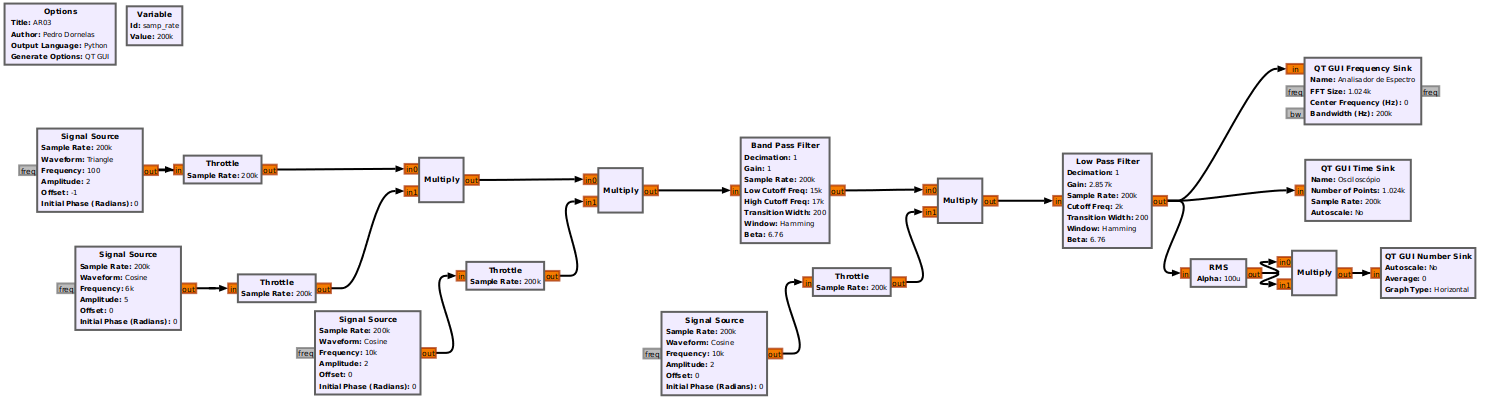 Options
Title: AR03
Author: Pedro Dornelas
Output Language: Python
Generate Options: QT GUI
Variable
Id: samp_rate
Value: 200k
Signal Source
Sample Rate: 200k
Waveform: Triangle
Frequency: 100
Amplitude: 2
Offset: -1
Initial Phase (Radians): 0
freq
out
in
Throttle
Sample Rate: 200k
out
Signal Source
Sample Rate: 200k
Waveform: Cosine
Frequency: 6k
Amplitude: 5
Offset: 0
Initial Phase (Radians): 0
freq
out
in
Throttle
Sample Rate: 200k
out
in0
in1
Multiply
out
Signal Source
Sample Rate: 200k
Waveform: Cosine
Frequency: 10k
Amplitude: 2
Offset: 0
Initial Phase (Radians): 0
freq
out
in
Throttle
Sample Rate: 200k
out
in0
in1
Multiply
out
in
Band Pass Filter
Decimation: 1
Gain: 1
Sample Rate: 200k
Low Cutoff Freq: 15k
High Cutoff Freq: 17k
Transition Width: 200
Window: Hamming
Beta: 6.76
out
Signal Source
Sample Rate: 200k
Waveform: Cosine
Frequency: 10k
Amplitude: 2
Offset: 0
Initial Phase (Radians): 0
freq
out
in
Throttle
Sample Rate: 200k
out
in0
in1
Multiply
out
in
Low Pass Filter
Decimation: 1
Gain: 2.857k
Sample Rate: 200k
Cutoff Freq: 2k
Transition Width: 200
Window: Hamming
Beta: 6.76
out
in
freq
bw
QT GUI Frequency Sink
Name: Analisador de Espectro
FFT Size: 1.024k
Center Frequency (Hz): 0
Bandwidth (Hz): 200k
freq
in
QT GUI Time Sink
Name: Osciloscópio
Number of Points: 1.024k
Sample Rate: 200k
Autoscale: No
in
RMS
Alpha: 100u
out
in0
in1
Multiply
out
in
QT GUI Number Sink
Autoscale: No
Average: 0
Graph Type: Horizontal